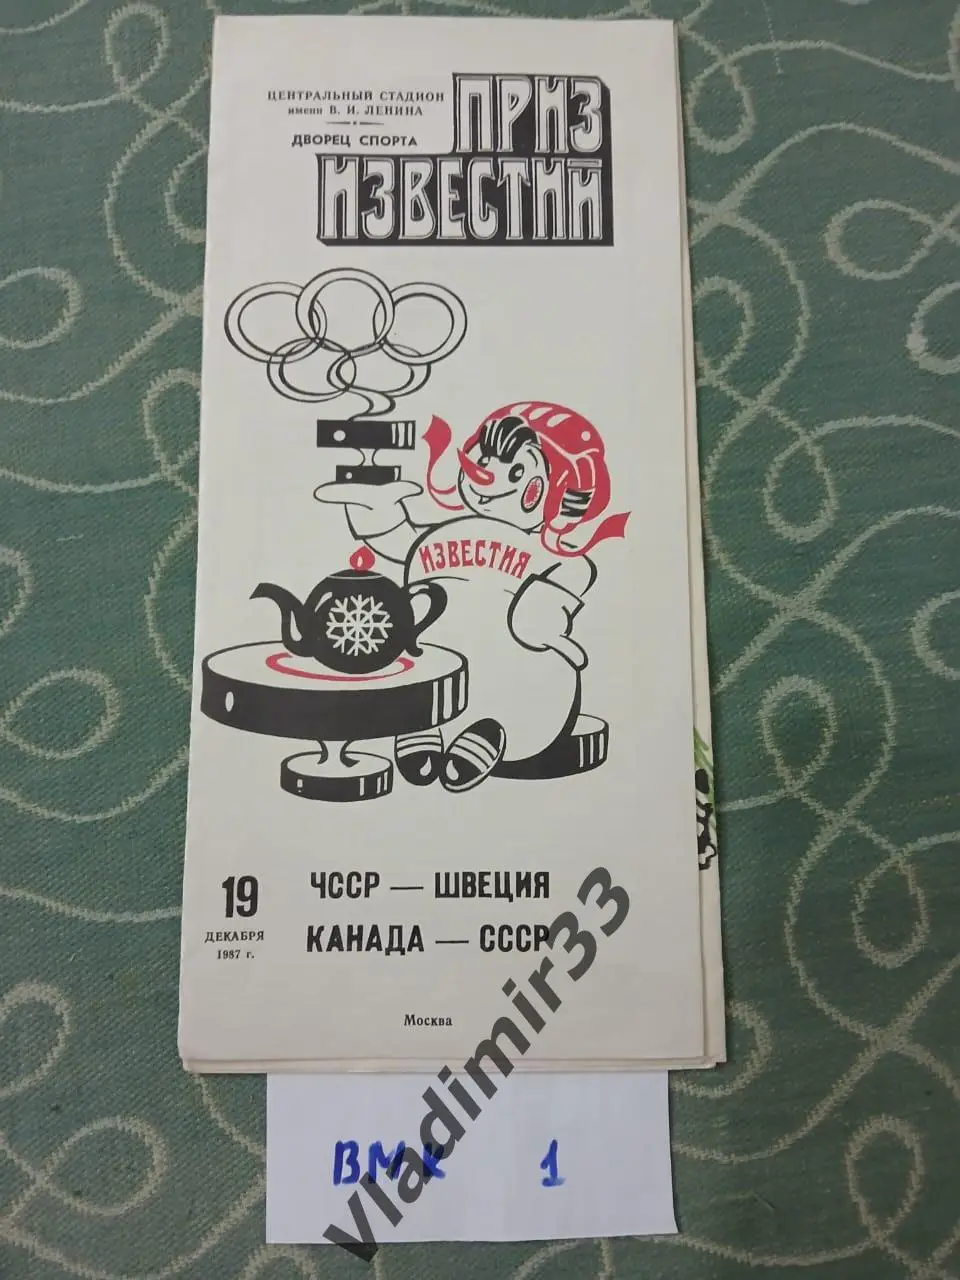 ЦЕНТРАЛЬНЫЙ СТАДИОН
имени В. И. ЛЕНИНА
ДВОРЕЦ СПОРТА
ПРИЗ
ИЗВЕСТИЙ
ИЗВЕСТИЯ
19
ДЕКАБРЯ
1987 г.
ЧССР — ШВЕЦИЯ
КАНАДА — СССР
Москва
ВМК 1
vladimir33